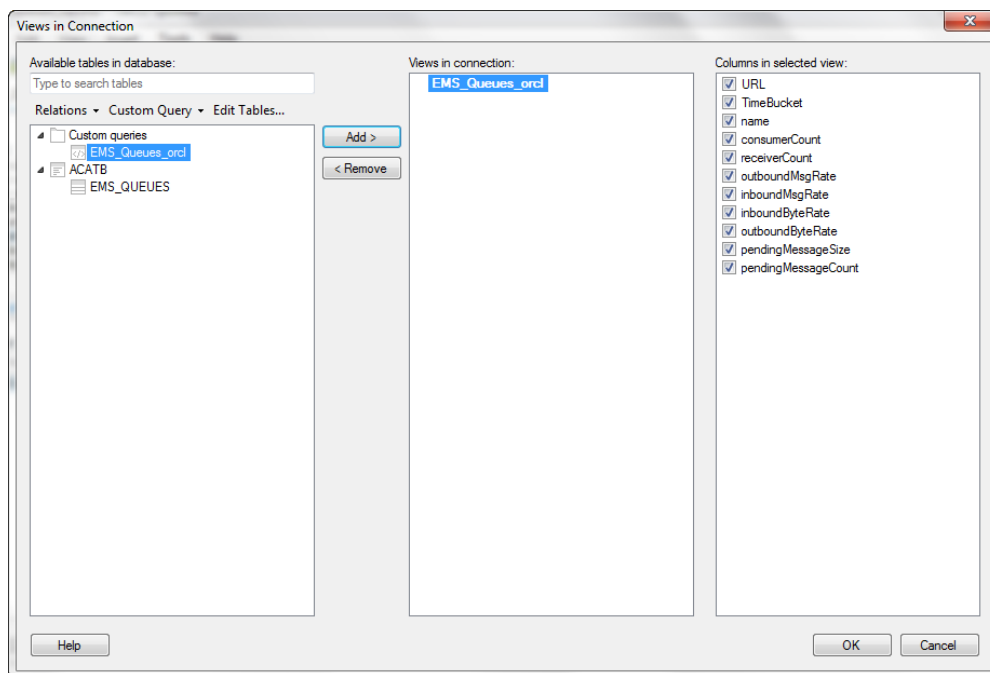 Views in Connection
Available tables in database:
Type to search tables
Relations Custom Query Edit Tables...
Custom queries
EMS_Queues_orcl
ACATB
EMS_QUEUES
Add >
< Remove
Views in connection:
EMS_Queues_orcl
Columns in selected view:
URL
TimeBucket
name
consumerCount
receiverCount
outboundMsgRate
inboundMsgRate
inboundByteRate
outboundByteRate
pendingMessageSize
pendingMessageCount
Help
OK
Cancel